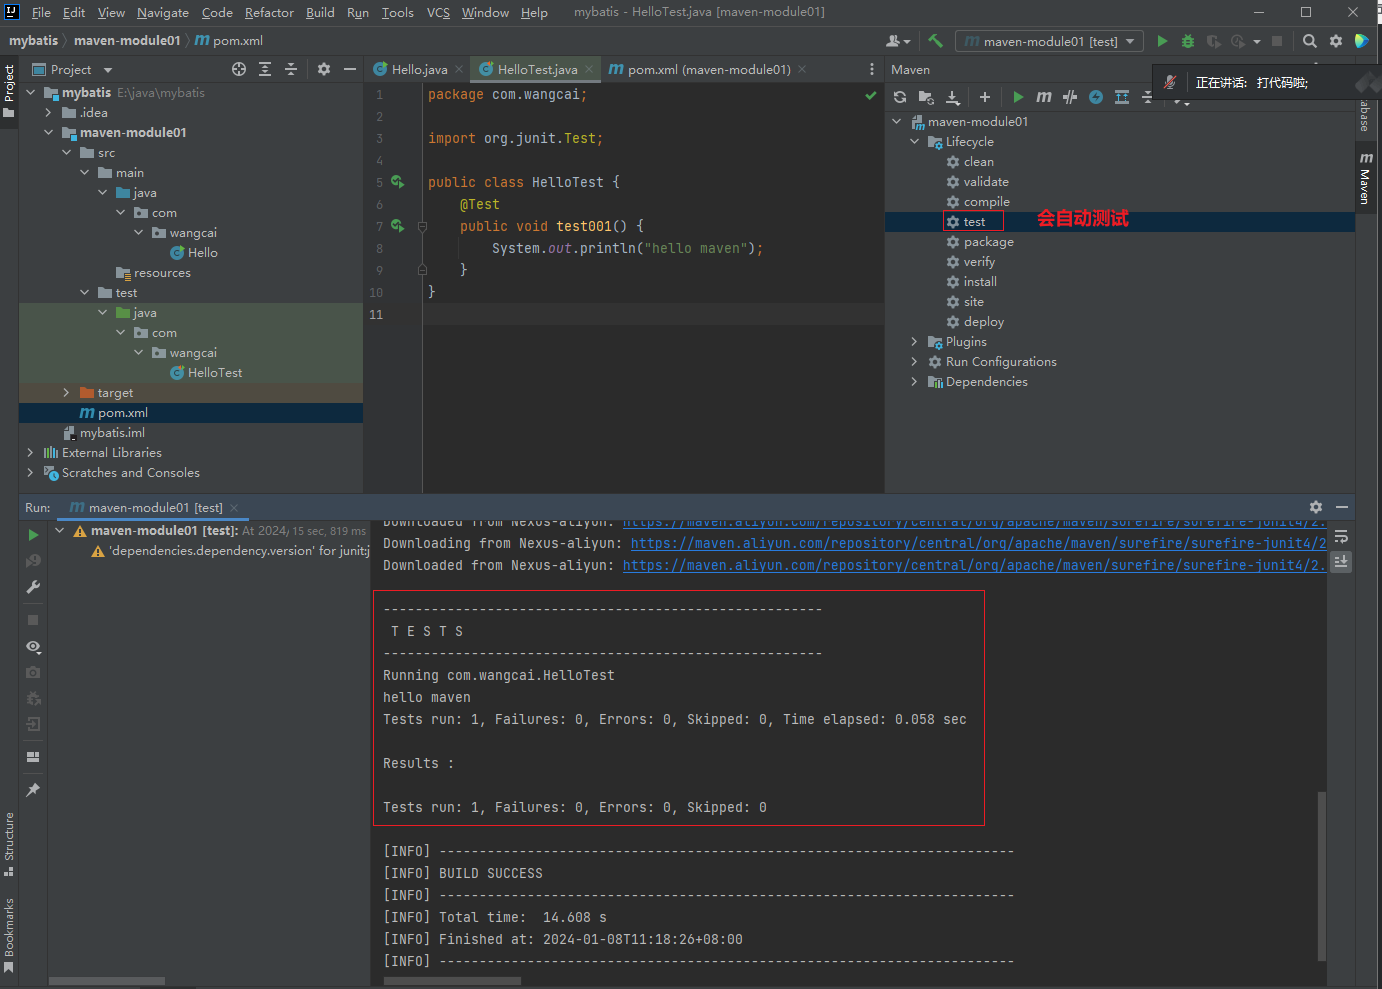 File Edit View Navigate Code Refactor Build Run Tools VCS Window Help mybatis - HelloTest.java [maven-module01]
mybatis maven-module01 pom.xml
maven-module01 [test]
Project
Hello.java HelloTest.java pom.xml (maven-module01)
Maven
正在讲话: 打代码啦;
Project
mybatis E:\java\mybatis
.idea
maven-module01
src
main
java
com
wangcai
Hello
resources
test
java
com
wangcai
HelloTest
target
pom.xml
mybatis.iml
External Libraries
Scratches and Consoles
1 package com.wangcai;
2
3 import org.junit.Test;
4
5 public class HelloTest {
6 @Test
7 public void test001() {
8 System.out.println("hello maven");
9 }
10 }
11
maven-module01
Lifecycle
clean
validate
compile
test 会自动测试
package
verify
install
site
deploy
Plugins
Run Configurations
Dependencies
abase
Maven
Run: maven-module01 [test]
maven-module01 [test]: At 2024/ 15 sec, 819 ms
'dependencies.dependency.version' for junit:j
Downloaded from Nexus-aliyun: https://maven.aliyun.com/repository/central/org/apache/maven/surefire/surefire-junit4/2.
Downloading from Nexus-aliyun: https://maven.aliyun.com/repository/central/org/apache/maven/surefire/surefire-junit4/2
Downloaded from Nexus-aliyun: https://maven.aliyun.com/repository/central/org/apache/maven/surefire/surefire-junit4/2.
-------------------------------------------------------
T E S T S
-------------------------------------------------------
Running com.wangcai.HelloTest
hello maven
Tests run: 1, Failures: 0, Errors: 0, Skipped: 0, Time elapsed: 0.058 sec
Results :
Tests run: 1, Failures: 0, Errors: 0, Skipped: 0
[INFO] ------------------------------------------------------------------------
[INFO] BUILD SUCCESS
[INFO] ------------------------------------------------------------------------
[INFO] Total time:  14.608 s
[INFO] Finished at: 2024-01-08T11:18:26+08:00
[INFO] ------------------------------------------------------------------------
Structure
Bookmarks